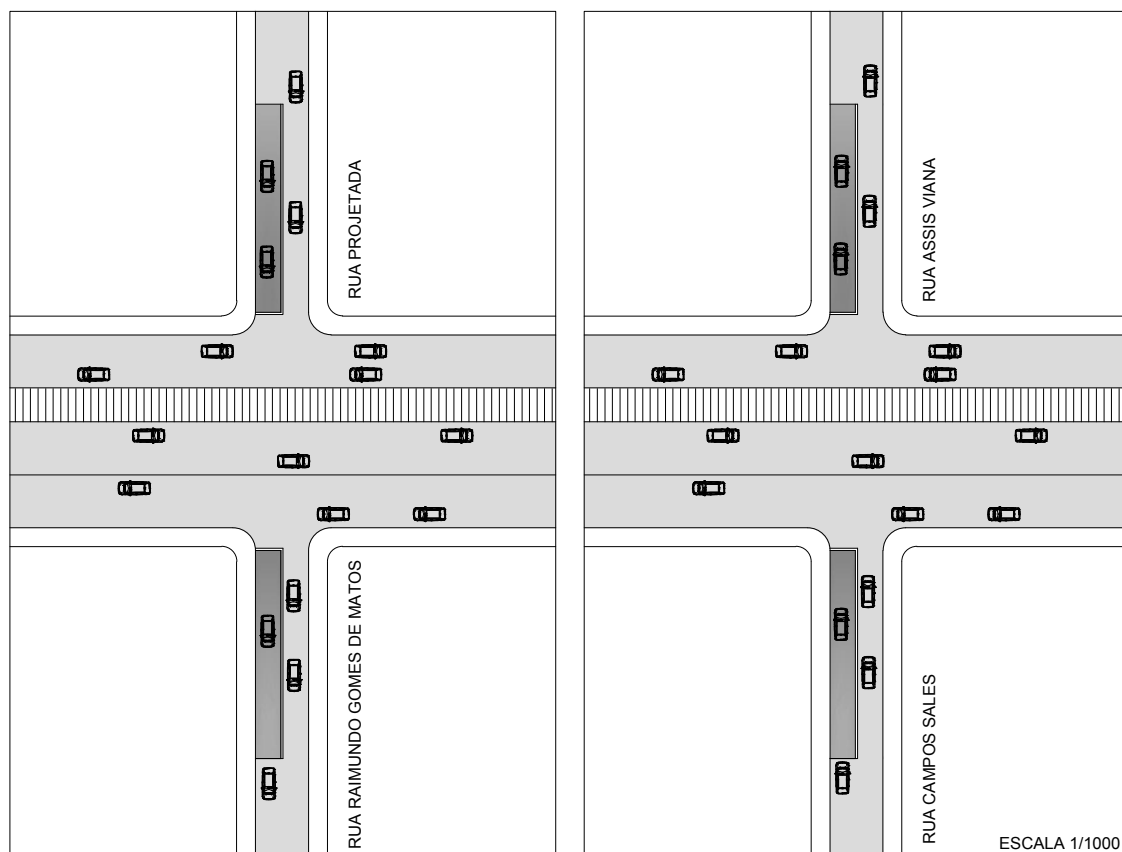 RUA PROJETADA
RUA ASSIS VIANA
RUA RAIMUNDO GOMES DE MATOS
RUA CAMPOS SALES
ESCALA 1/1000